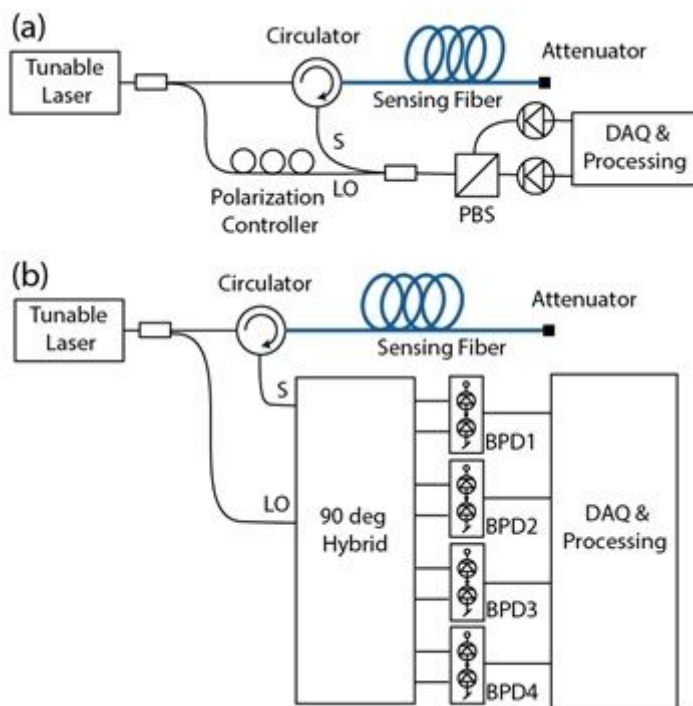 (a)
Circulator
Attenuator
Tunable
Laser
Sensing Fiber
S
LO
Polarization
Controller
PBS
DAQ &
Processing
(b)
Circulator
Attenuator
Tunable
Laser
Sensing Fiber
S
LO
90 deg
Hybrid
BPD1
BPD2
BPD3
BPD4
DAQ &
Processing